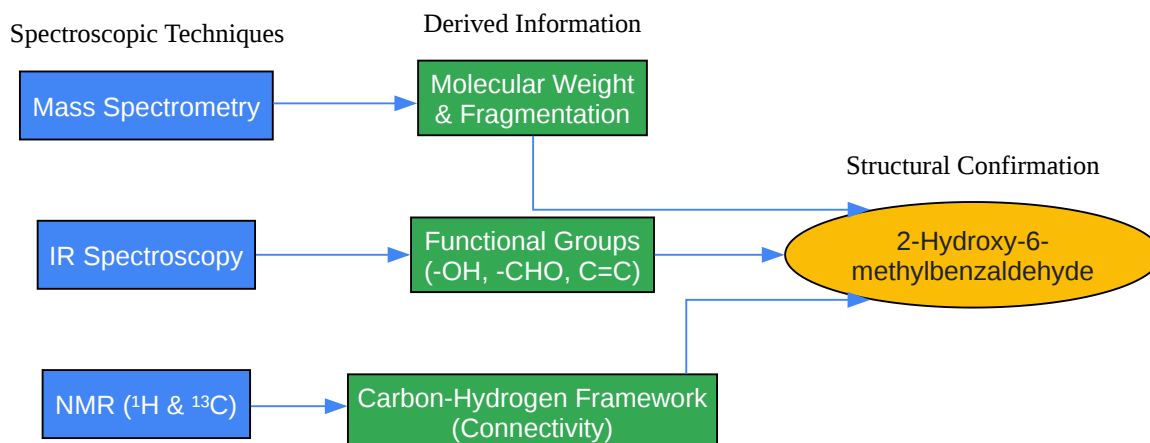 Spectroscopic Techniques
Derived Information
Mass Spectrometry
Molecular Weight
& Fragmentation
Structural Confirmation
IR Spectroscopy
Functional Groups
(-OH, -CHO, C=C)
2-Hydroxy-6-
methylbenzaldehyde
NMR (¹H & ¹³C)
Carbon-Hydrogen Framework
(Connectivity)